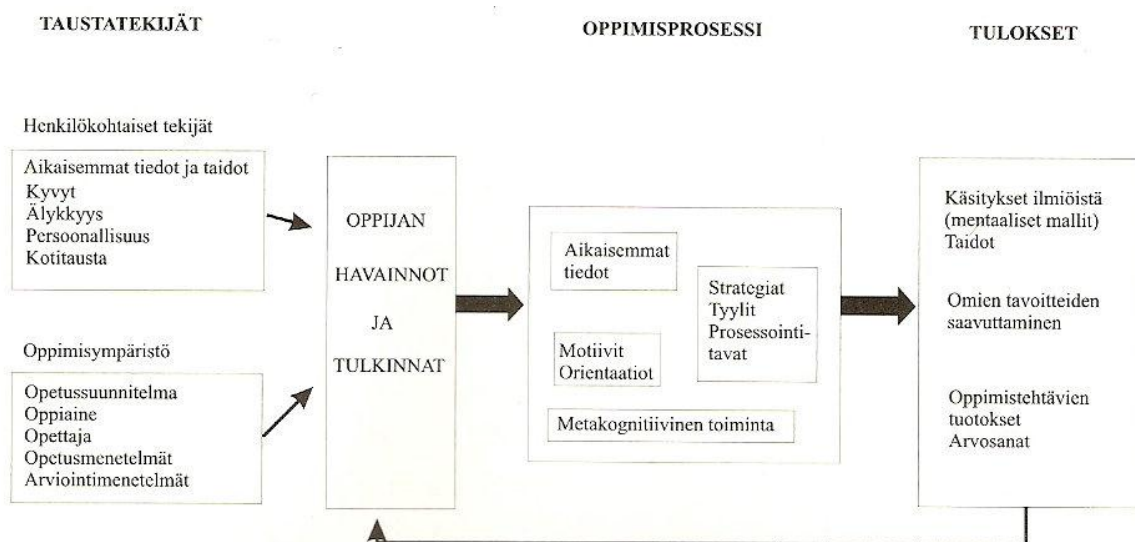 TAUSTATEKIJÄT
OPPIMISPROSESSI
TULOKSET
Henkilökohtaiset tekijät
Aikaisemmat tiedot ja taidot
Kyvyt
Älykkyys
Persoonallisuus
Kotitausta
Oppimisympäristö
Opetussuunnitelma
Oppiaine
Opettaja
Opetusmenetelmät
Arviointimenetelmät
OPPIJAN
HAVAINNOT
JA
TULKINNAT
Aikaisemmat
tiedot
Motiivit
Orientaatiot
Strategiat
Tyylit
Prosessointi-
tavat
Metakognitiivinen toiminta
Käsitykset ilmiöistä
(mentaaliset mallit)
Taidot
Omien tavoitteiden
saavuttaminen
Oppimistehtävien
tuotokset
Arvosanat